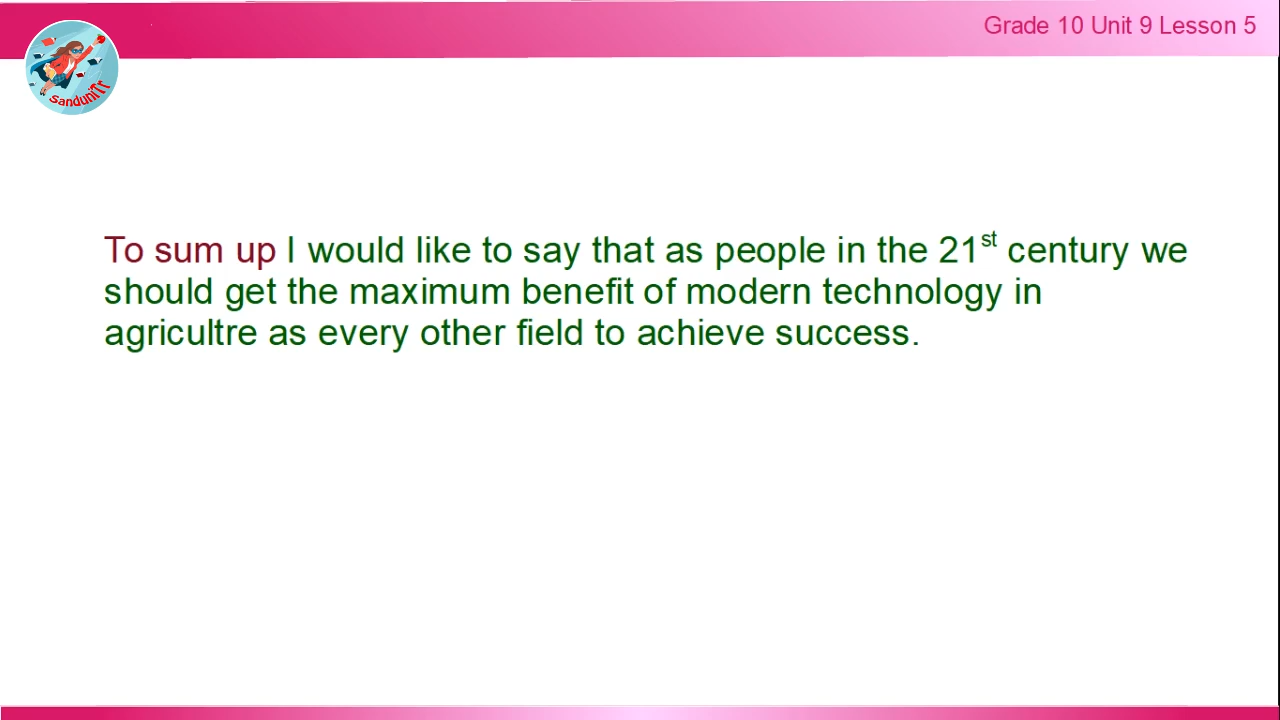 Grade 10 Unit 9 Lesson 5
SanduniTr
To sum up I would like to say that as people in the 21st century we
should get the maximum benefit of modern technology in
agricultre as every other field to achieve success.